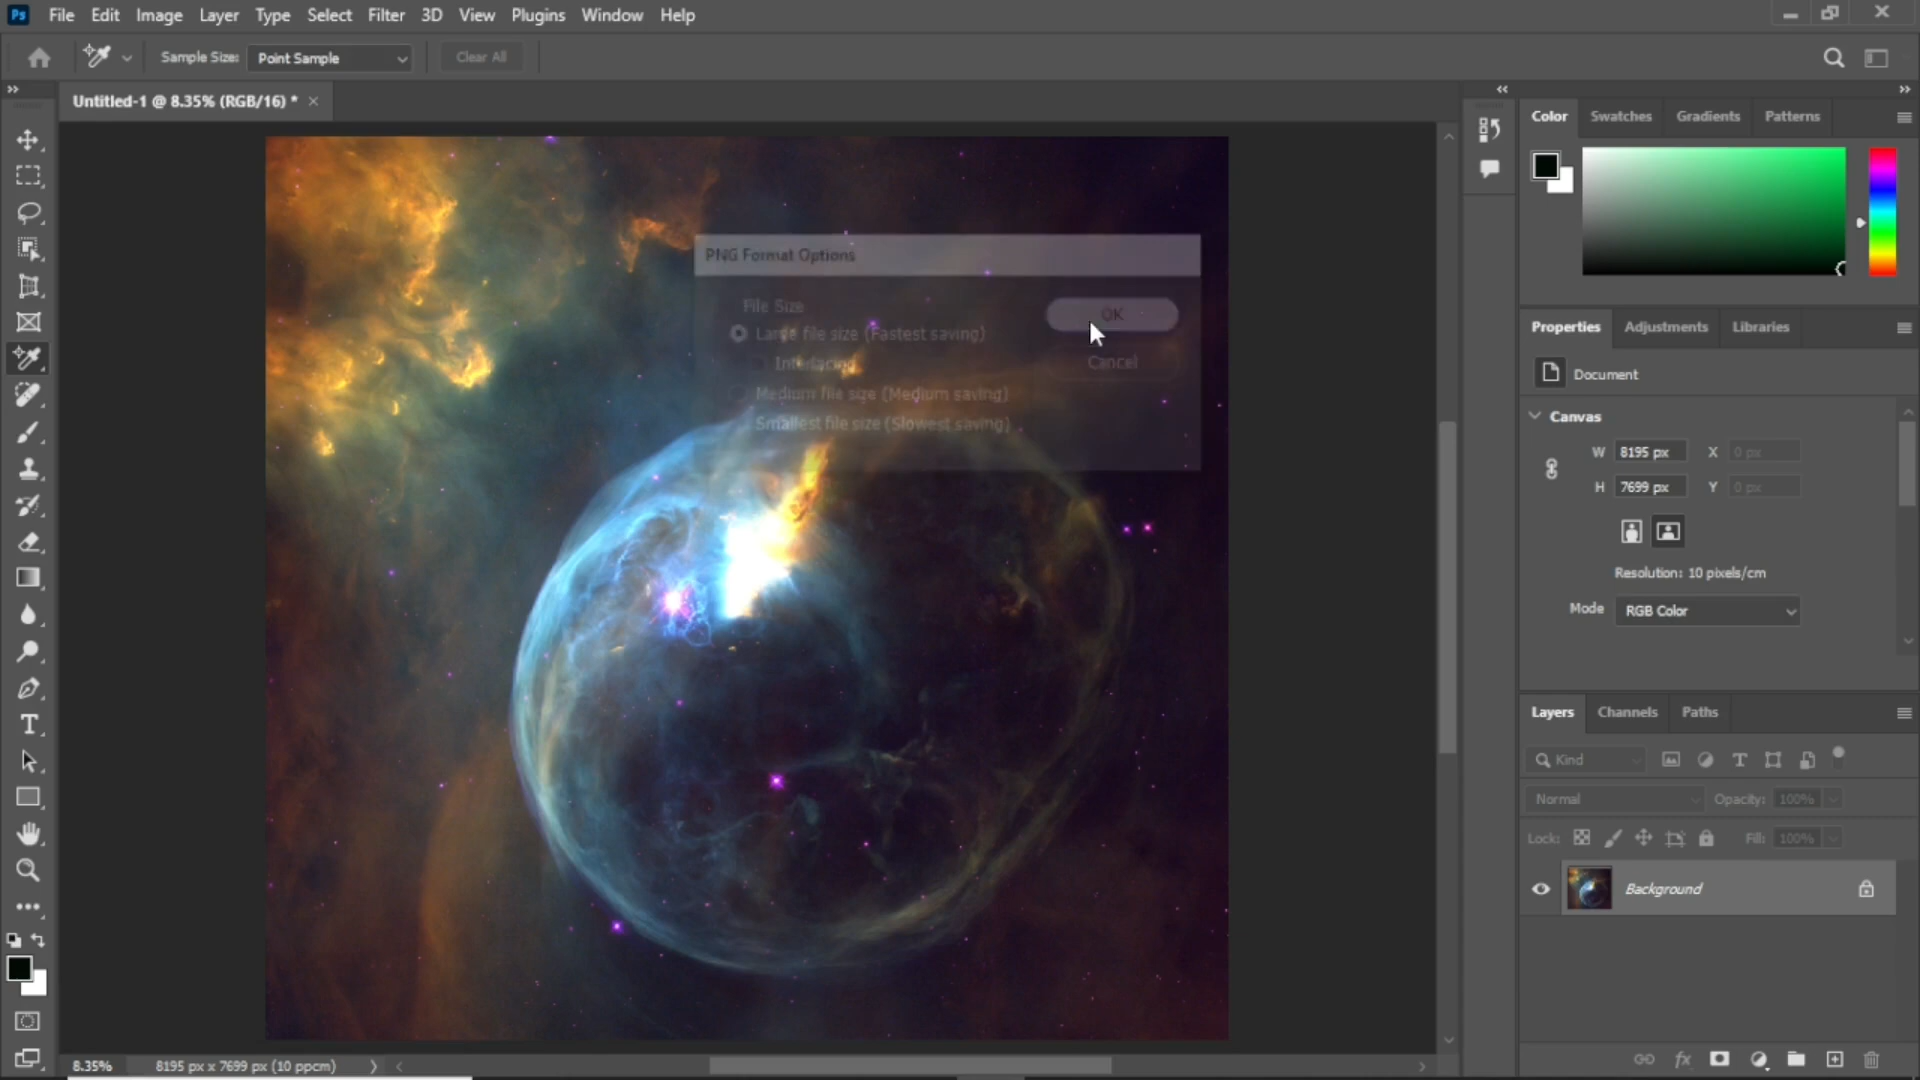 Ps File Edit Image Layer Type Select Filter 3D View Plugins Window Help
Sample Size: Point Sample Clear All
Untitled-1 @ 8.35% (RGB/16) *
Color Swatches Gradients Patterns
PNG Format Options
File Size
OK
Large file size (Fastest saving)
Interlacing
Cancel
Medium file size (Medium saving)
Smallest file size (Slowest saving)
Properties Adjustments Libraries
Document
Canvas
W 8195 px X 0 px
H 7699 px Y 0 px
Resolution: 10 pixels/cm
Mode RGB Color
Layers Channels Paths
Kind
Normal Opacity: 100%
Lock: Fill: 100%
Background
8.35% 8195 px x 7699 px (10 ppcm)